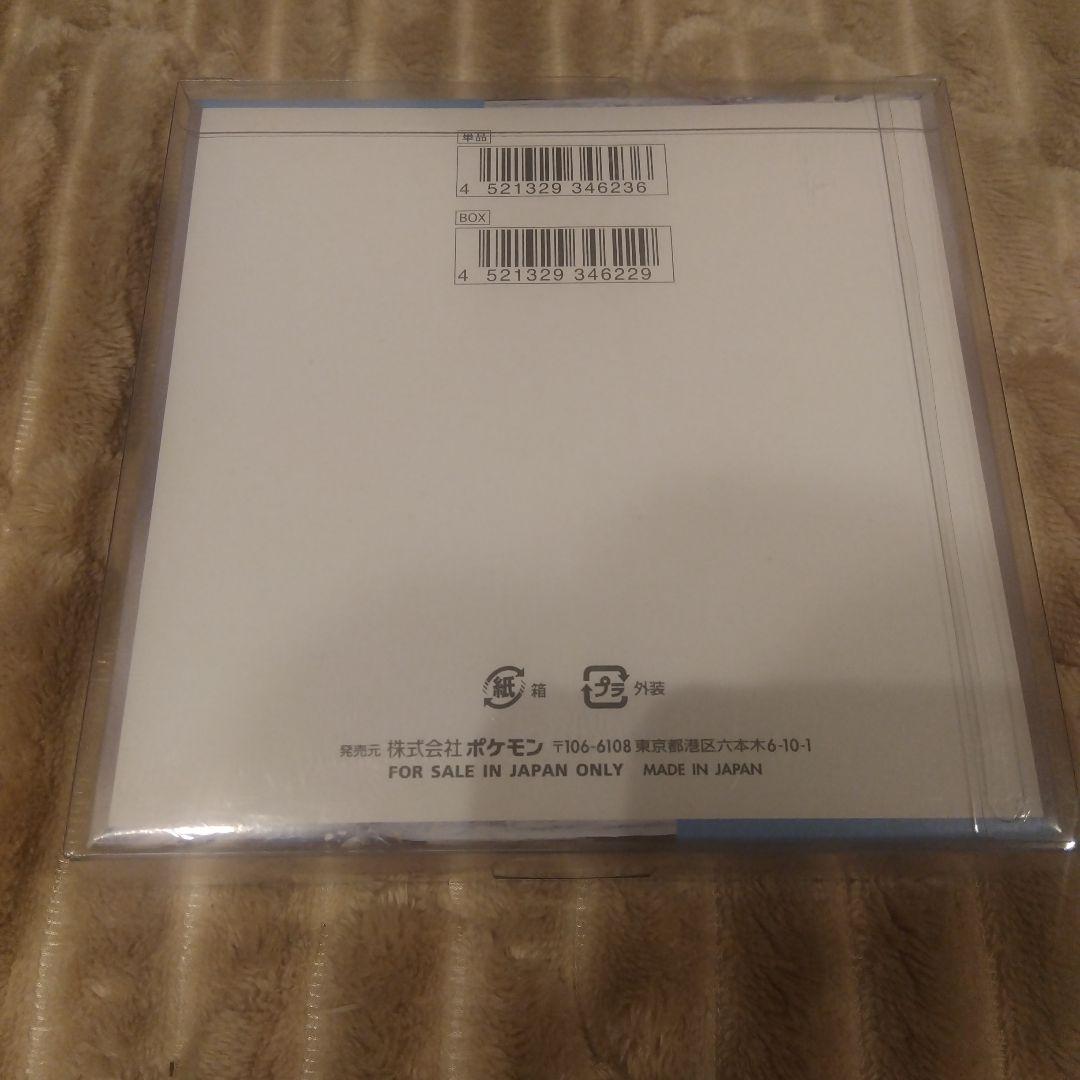 単品
4 521329 346236
BOX
4 521329 346229
紙 箱 プラ 外装
発売元 株式会社 ポケモン 〒106-6108 東京都港区六本木6-10-1
FOR SALE IN JAPAN ONLY MADE IN JAPAN